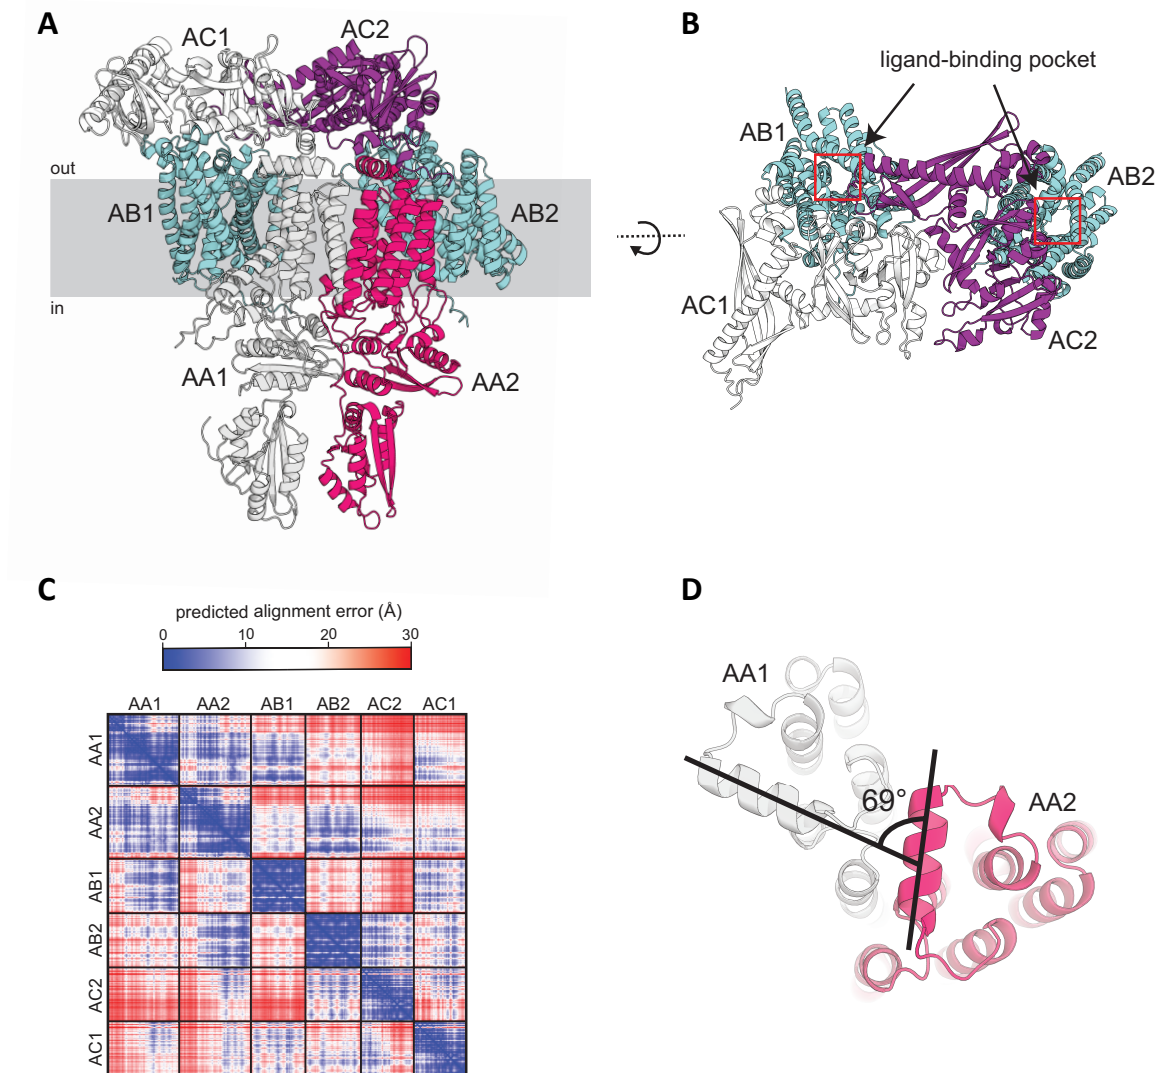 A
AC1
AC2
out
AB1
AB2
in
AA1
AA2
B
ligand-binding pocket
AB1
AB2
AC1
AC2
C
predicted alignment error (Å)
0 10 20 30
AA1 AA2 AB1 AB2 AC2 AC1
AA1
AA2
AB1
AB2
AC2
AC1
D
AA1
69°
AA2